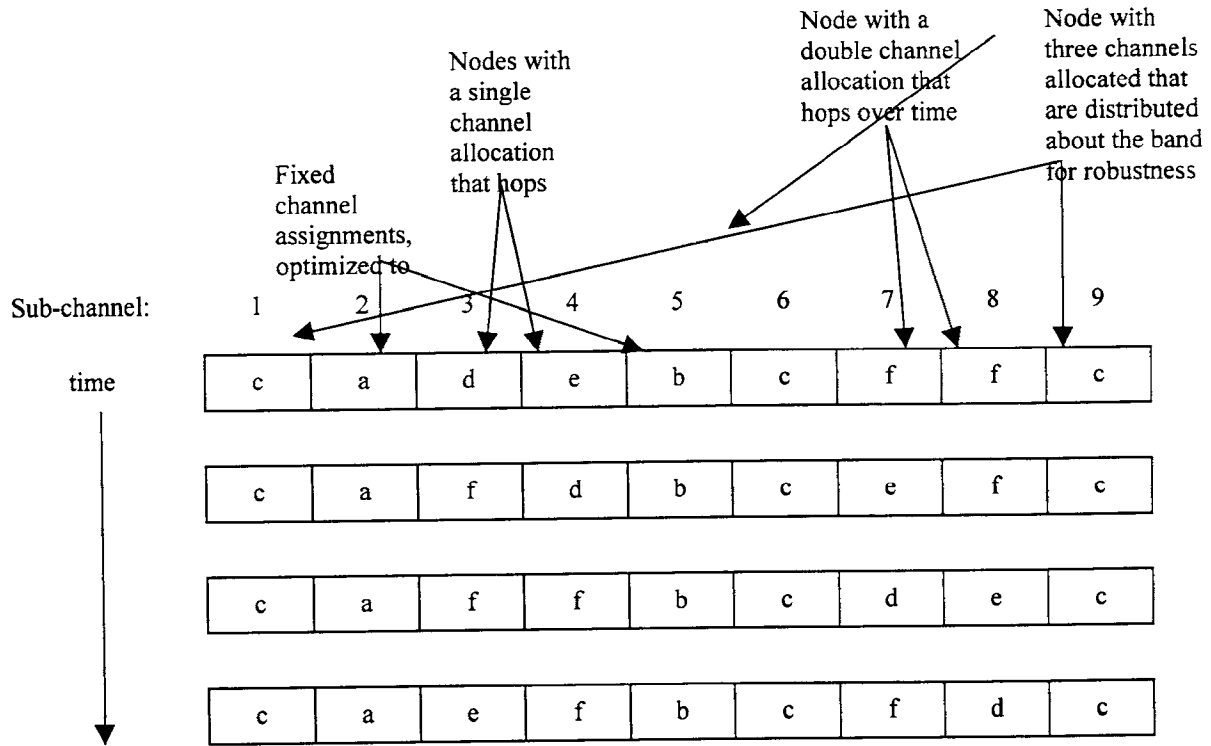 Node with a
double channel
allocation that
hops over time
Node with
three channels
allocated that
are distributed
about the band
for robustness
Nodes with
a single
channel
allocation
that hops
Fixed
channel
assignments,
optimized to
Sub-channel: 1 2 3 4 5 6 7 8 9
time
c a d e b c f f c
c a f d b c e f c
c a f f b c d e c
c a e f b c f d c